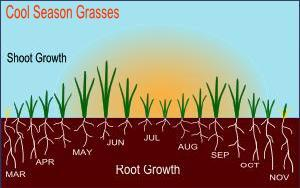 Cool Season Grasses
Shoot Growth
MAR
APR
MAY
JUN
JUL
AUG
SEP
OCT
NOV
Root Growth